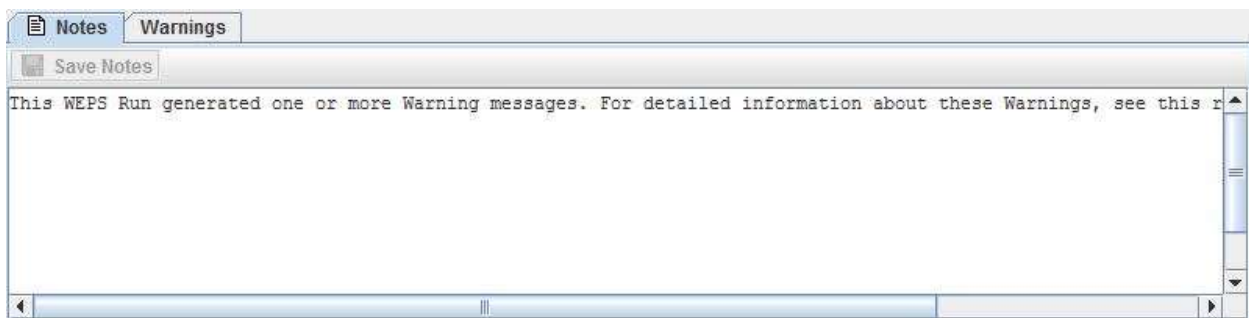 Notes Warnings
Save Notes
This WEPS Run generated one or more Warning messages. For detailed information about these Warnings, see this r